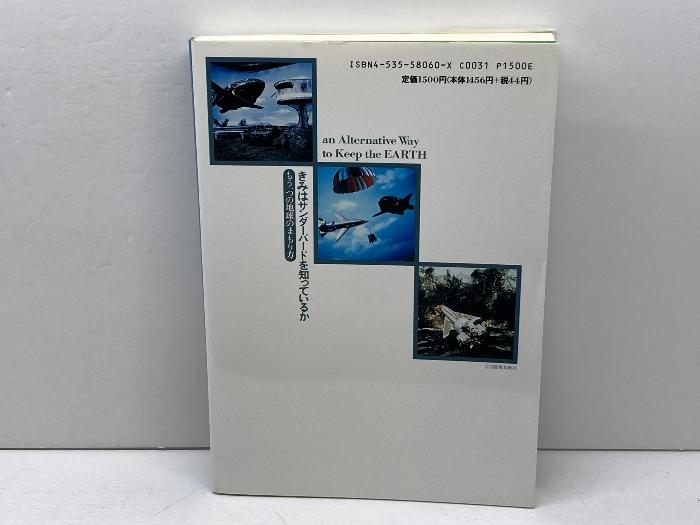 ISBN4-535-58060-X C0031 P1500E
定価1500円(本体1456円+税44円)
an Alternative Way
to Keep the EARTH
きみはサンダーバードを知っているか
もう一つの地球のまもり方